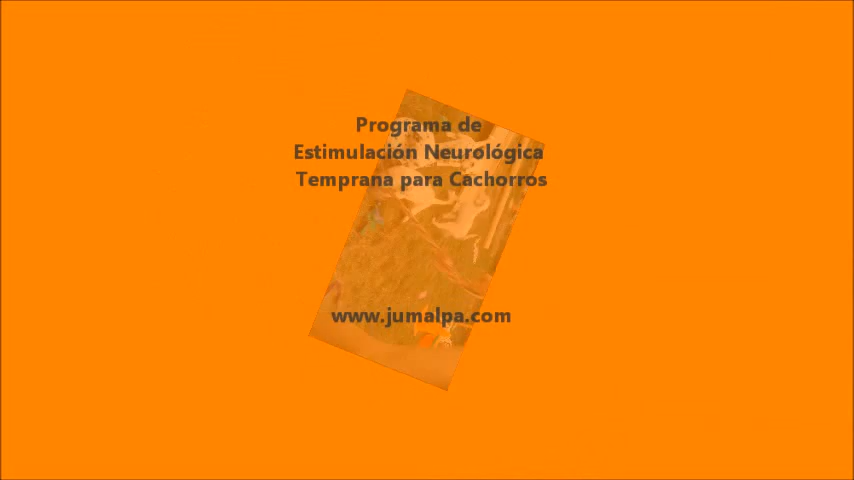 Programa de
Estimulación Neurológica
Temprana para Cachorros
www.jumalpa.com